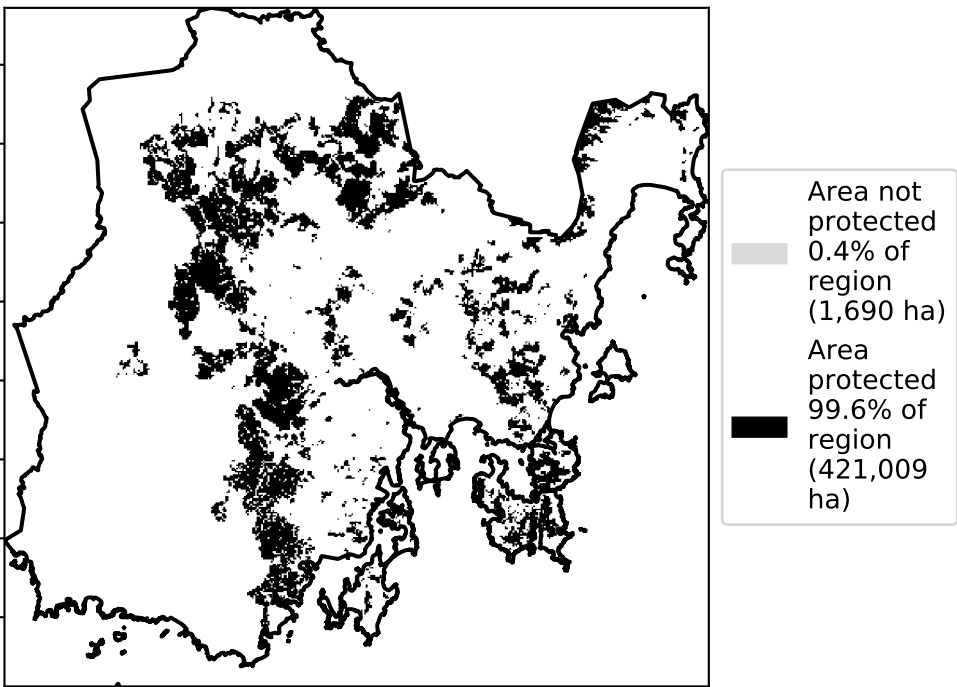 Area not
protected
0.4% of
region
(1,690 ha)
Area
protected
99.6% of
region
(421,009
ha)